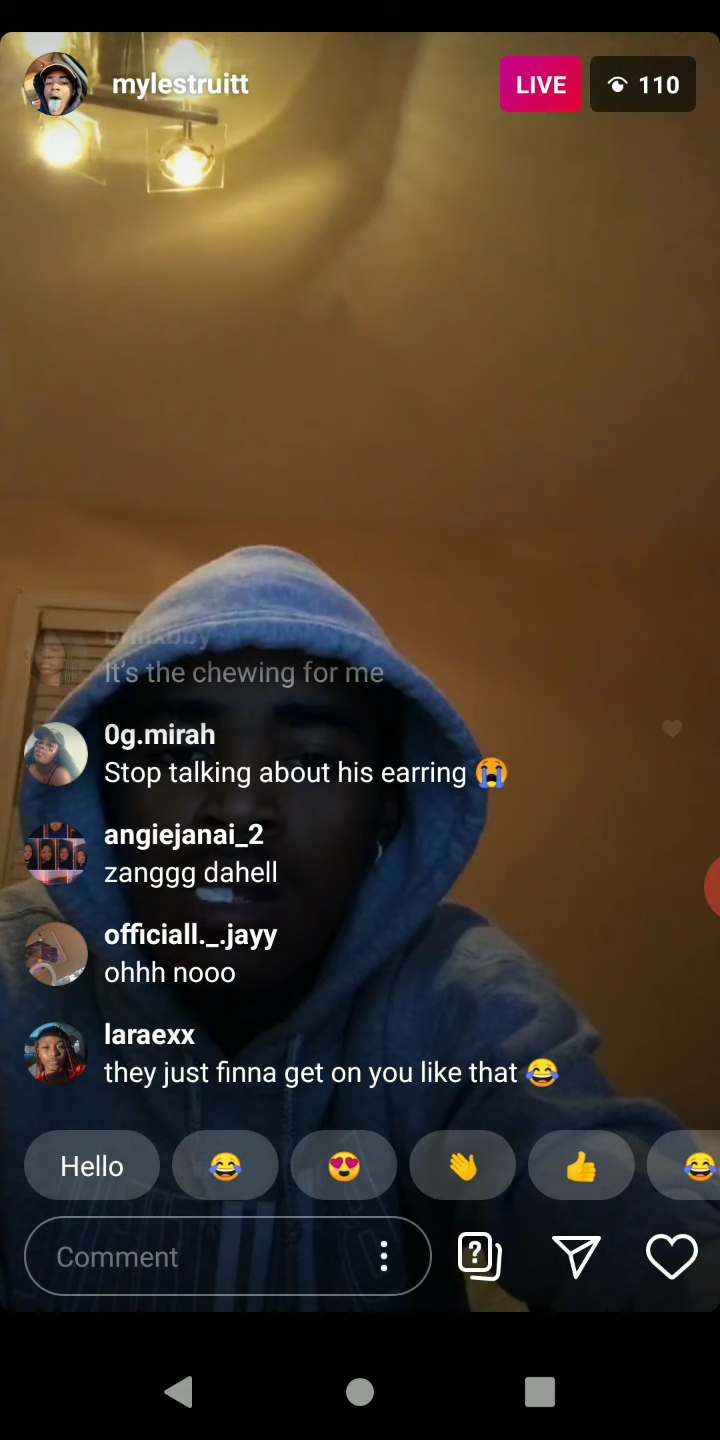 mylestruitt
LIVE
110
It's the chewing for me
0g.mirah
Stop talking about his earring 😭
angiejanai_2
zanggg dahell
officiall._.jayy
ohhh nooo
laraexx
they just finna get on you like that 😂
Hello
😂 😍 👋 👍 😂
Comment